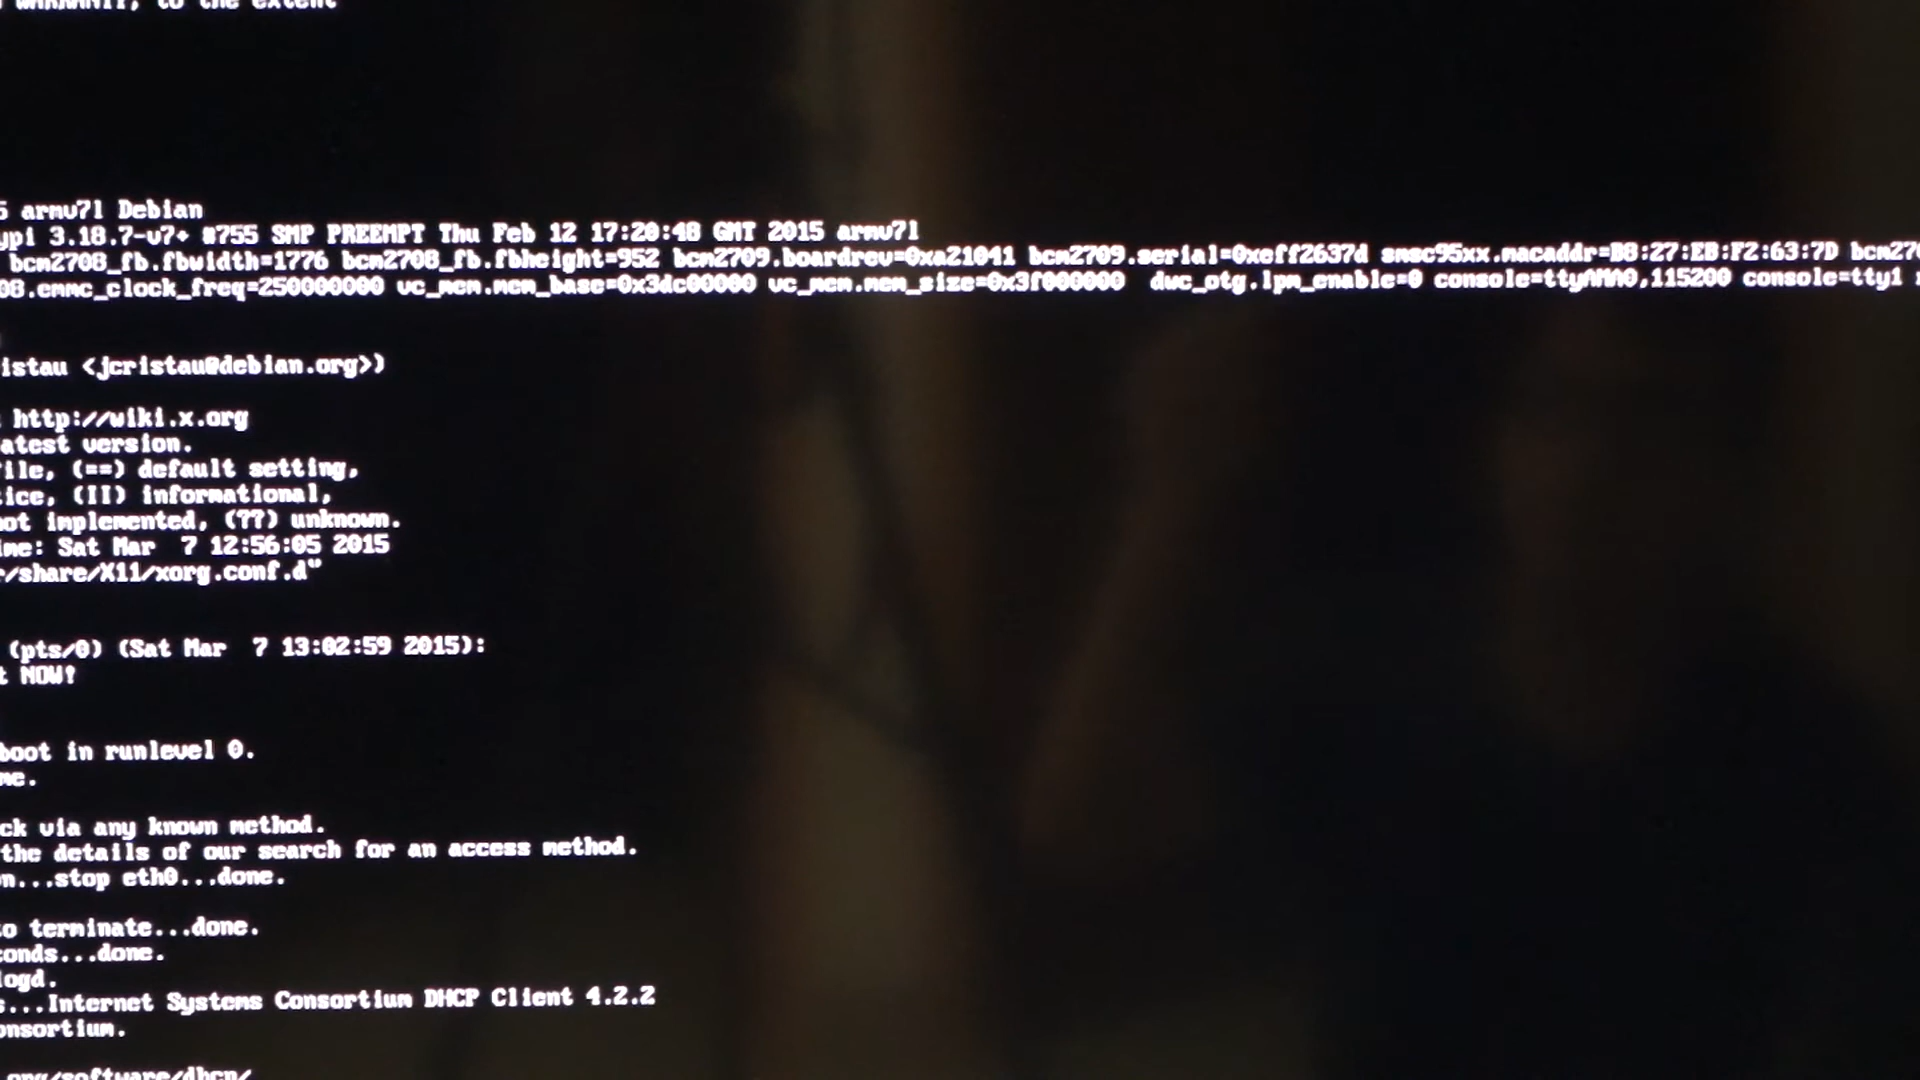 WARRANTY, to the extent
5 armv7l Debian
ypi 3.18.7-v7+ #755 SMP PREEMPT Thu Feb 12 17:20:48 GMT 2015 armv7l
bcm2708_fb.fbwidth=1776 bcm2708_fb.fbheight=952 bcm2709.boardrev=0xa21041 bcm2709.serial=0xeff2637d smsc95xx.macaddr=B8:27:EB:F2:63:7D bcm270
08.emmc_clock_freq=250000000 vc_mem.mem_base=0x3dc00000 vc_mem.mem_size=0x3f000000 dwc_otg.lpm_enable=0 console=ttyAMA0,115200 console=tty1
istau <jcristau@debian.org>)
http://wiki.x.org
atest version.
ile, (==) default setting,
ice, (II) informational,
ot implemented, (??) unknown.
me: Sat Mar 7 12:56:05 2015
r/share/X11/xorg.conf.d"
(pts/0) (Sat Mar 7 13:02:59 2015):
t NOW!
boot in runlevel 0.
me.
ck via any known method.
the details of our search for an access method.
n...stop eth0...done.
to terminate...done.
conds...done.
logd.
s...Internet Systems Consortium DHCP Client 4.2.2
onsortium.
.org/software/dhcp/